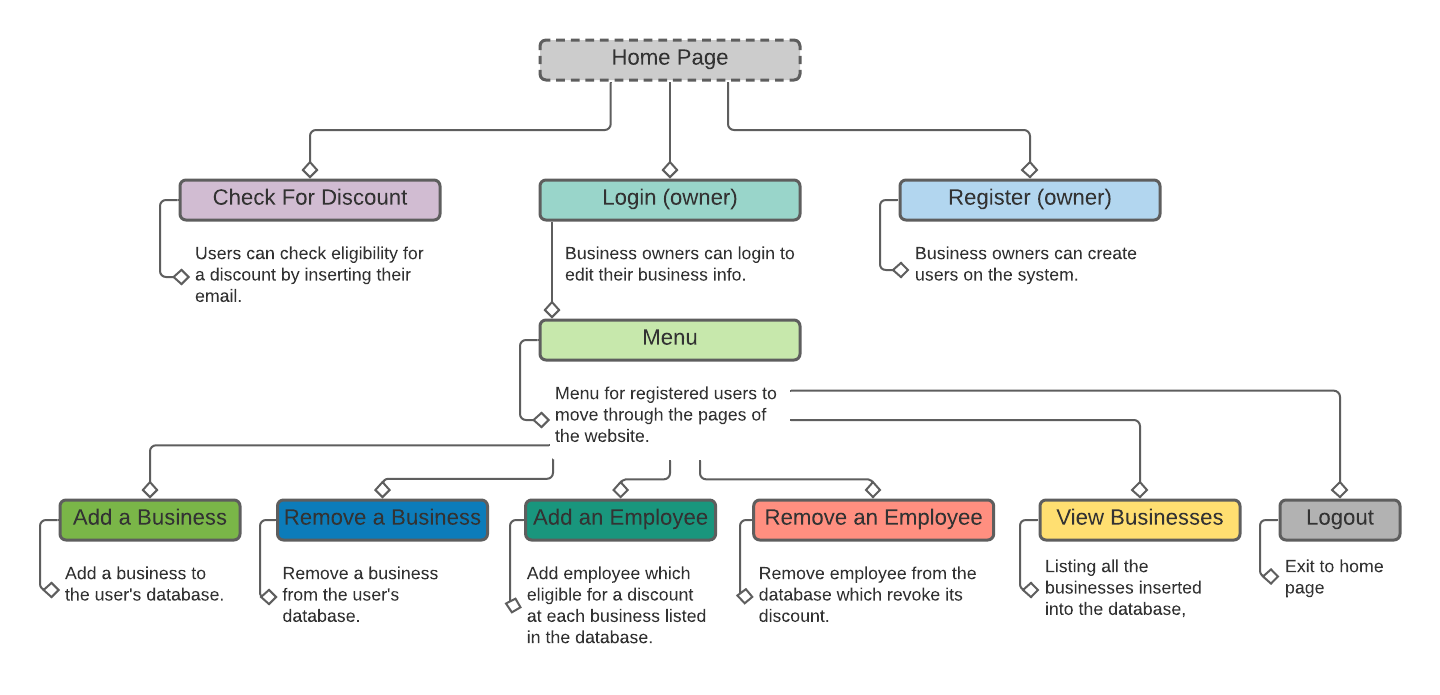 Home Page
Check For Discount
Login (owner)
Register (owner)
Users can check eligibility for
a discount by inserting their
email.
Business owners can login to
edit their business info.
Business owners can create
users on the system.
Menu
Menu for registered users to
move through the pages of
the website.
Add a Business
Remove a Business
Add an Employee
Remove an Employee
View Businesses
Logout
Add a business to
the user's database.
Remove a business
from the user's
database.
Add employee which
eligible for a discount
at each business listed
in the database.
Remove employee from the
database which revoke its
discount.
Listing all the
businesses inserted
into the database,
Exit to home
page